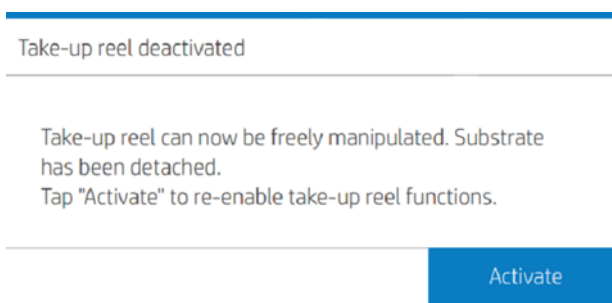 Take-up reel deactivated
Take-up reel can now be freely manipulated. Substrate
has been detached.
Tap "Activate" to re-enable take-up reel functions.
Activate